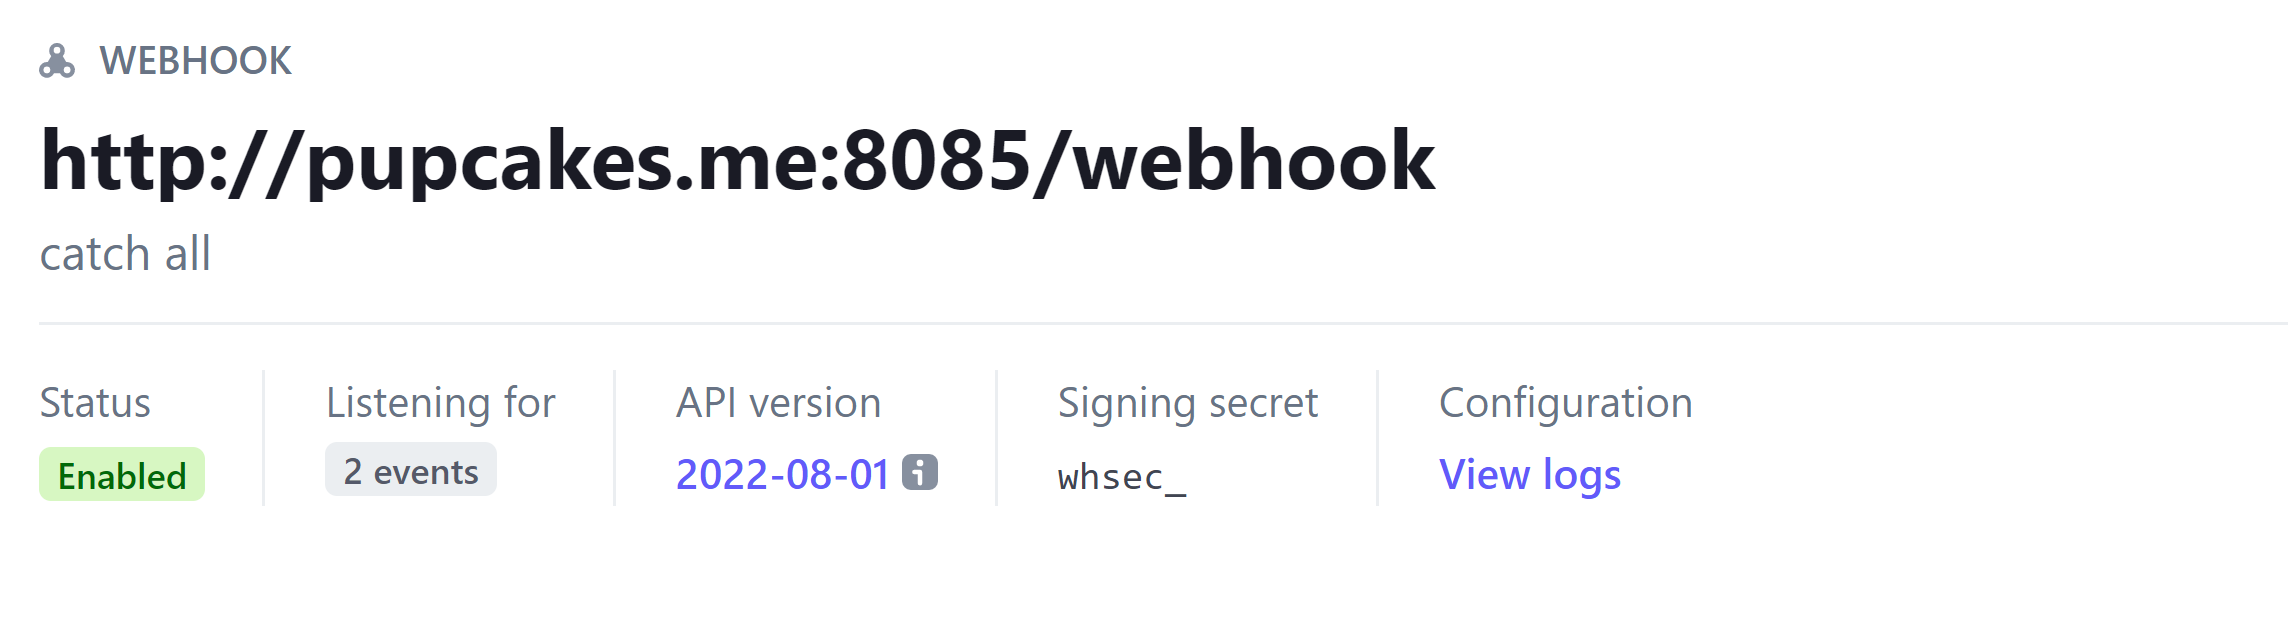 WEBHOOK
http://pupcakes.me:8085/webhook
catch all
Status
Enabled
Listening for
2 events
API version
2022-08-01
Signing secret
whsec_
Configuration
View logs